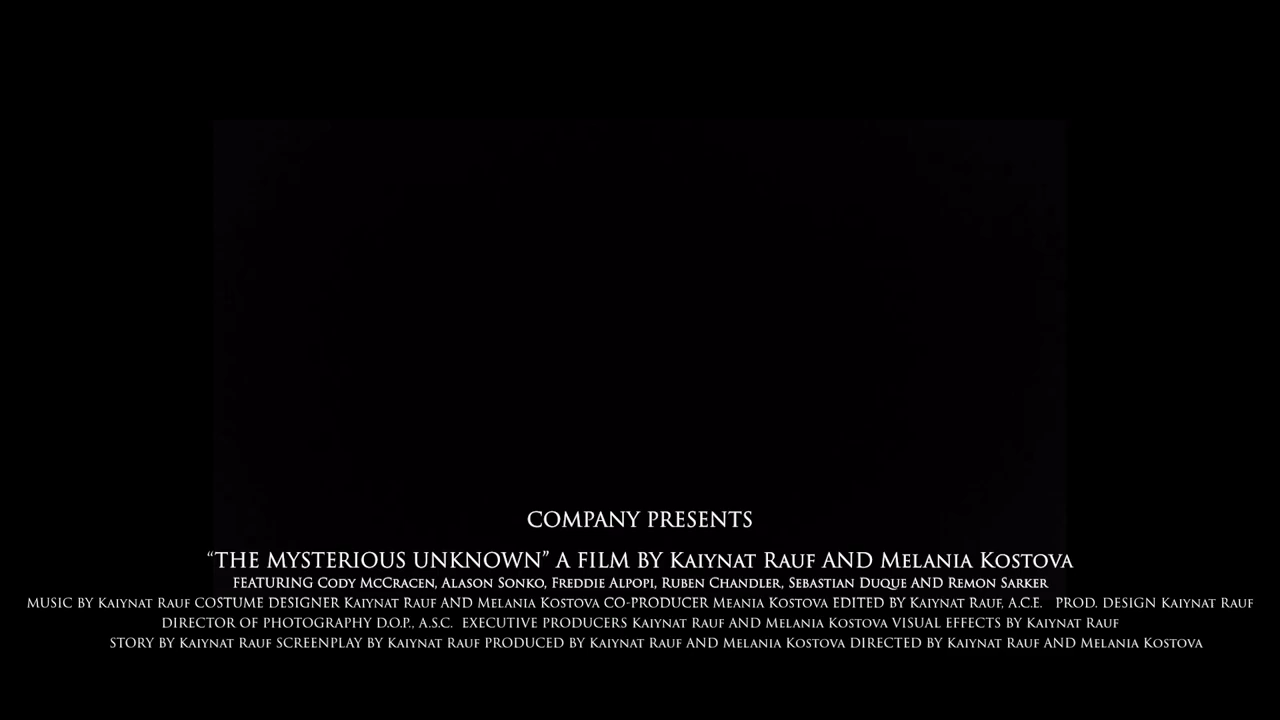 COMPANY PRESENTS
“THE MYSTERIOUS UNKNOWN” A FILM BY Kaiynat Rauf AND Melania Kostova
FEATURING Cody McCracen, Alason Sonko, Freddie Alpopi, Ruben Chandler, Sebastian Duque AND Remon Sarker
MUSIC BY Kaiynat Rauf COSTUME DESIGNER Kaiynat Rauf AND Melania Kostova CO-PRODUCER Meania Kostova EDITED BY Kaiynat Rauf, A.C.E. PROD. DESIGN Kaiynat Rauf
DIRECTOR OF PHOTOGRAPHY D.O.P., A.S.C. EXECUTIVE PRODUCERS Kaiynat Rauf AND Melania Kostova VISUAL EFFECTS BY Kaiynat Rauf
STORY BY Kaiynat Rauf SCREENPLAY BY Kaiynat Rauf PRODUCED BY Kaiynat Rauf AND Melania Kostova DIRECTED BY Kaiynat Rauf AND Melania Kostova